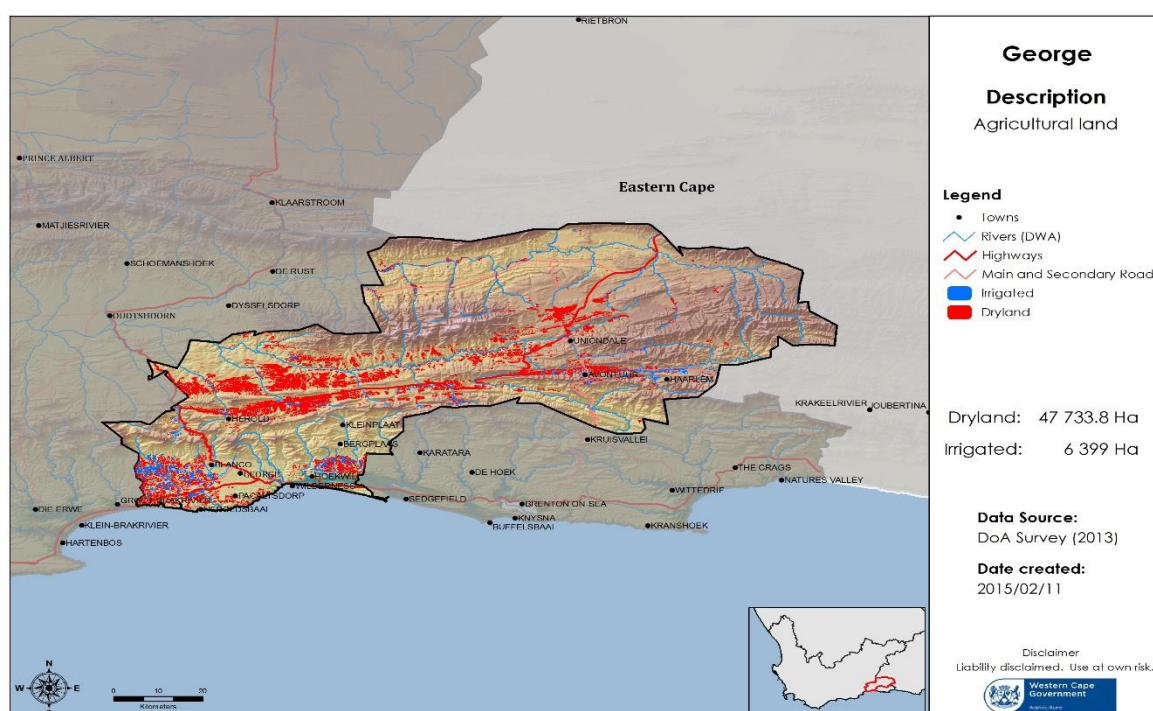 RIETBRON
PRINCE ALBERT
Eastern Cape
KLAARSTROOM
MATJIESRIVIER
SCHOEMANSHOEK
DE RUST
DYSSELSDORP
OUDTSHOORN
UNIONDALE
AVONTUUR
HAARLEM
KRAKEELRIVIER
JOUBERTINA
HEROLD
KLEINPLAAT
BERGPLAAS
KRUISVALLEI
KARATARA
BLANCO
GEORGE
HOEKWIL
DE HOEK
THE CRAGS
WILDERNESS
NATURES VALLEY
WITTEDRIF
PACALTSDORP
SEDGEFIELD
BRENTON ON SEA
DIE ERWE
KNYSNA
BUFFELSBAAI
KLEIN-BRAKRIVIER
KRANSHOEK
HARTENBOS
N
W
E
S
0
10
20
Kilometers
George
Description
Agricultural land
Legend
Towns
Rivers (DWA)
Highways
Main and Secondary Road
Irrigated
Dryland
Dryland: 47 733.8 Ha
Irrigated: 6 399 Ha
Data Source:
DoA Survey (2013)
Date created:
2015/02/11
Disclaimer
Liability disclaimed. Use at own risk.
Western Cape
Government
Agriculture